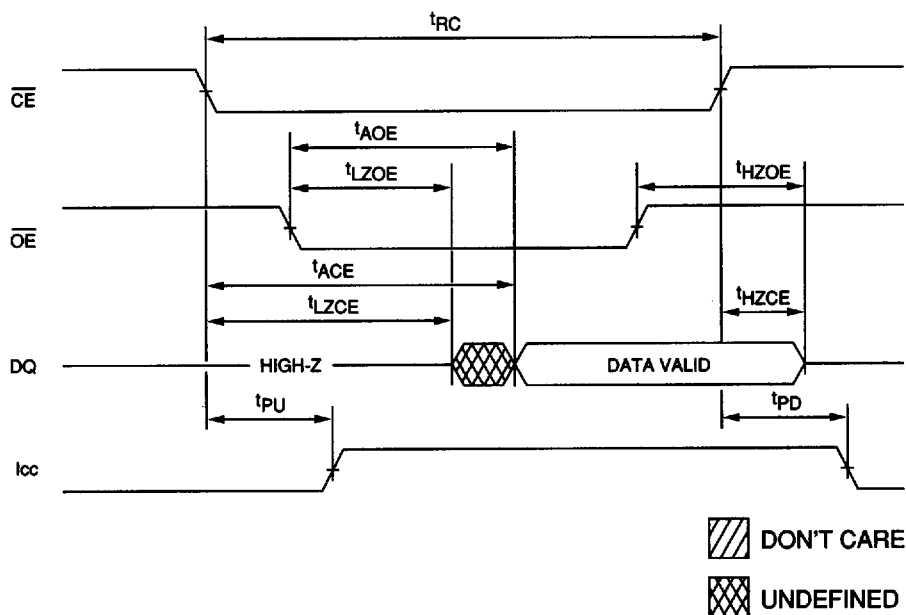 tRC
CE
tAOE
tLZOE
tHZOE
OE
tACE
tLZCE
tHZCE
DQ HIGH-Z DATA VALID
tPU
tPD
Icc
DON'T CARE
UNDEFINED